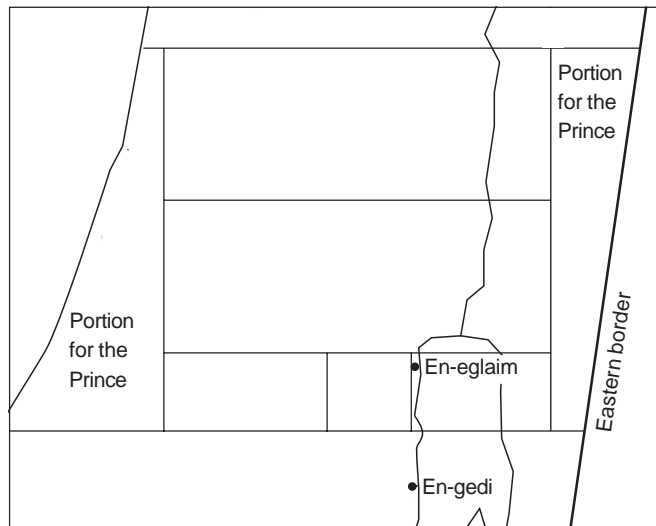 Portion
for the
Prince
Portion
for the
Prince
En-eglaim
Eastern border
En-gedi